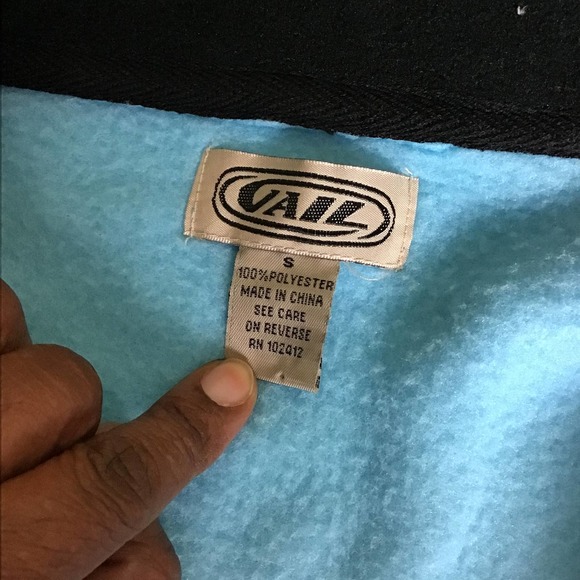 VAIL
S
100% POLYESTER
MADE IN CHINA
SEE CARE
ON REVERSE
RN 102412